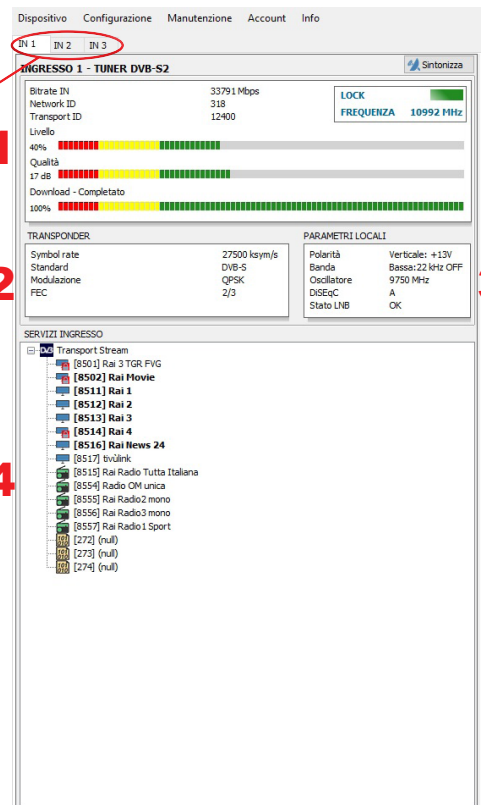 Dispositivo Configurazione Manutenzione Account Info
IN 1 IN 2 IN 3
INGRESSO 1 - TUNER DVB-S2 Sintonizza
Bitrate IN 33791 Mbps
Network ID 318
Transport ID 12400
LOCK
FREQUENZA 10992 MHz
Livello
40%
1
Qualità
17 dB
Download - Completato
100%
TRANSPONDER
Symbol rate 27500 ksym/s
Standard DVB-S
Modulazione QPSK
FEC 2/3
2
PARAMETRI LOCALI
Polarità Verticale: +13V
Banda Bassa:22 kHz OFF
Oscillatore 9750 MHz
DiSEqC A
Stato LNB OK
SERVIZI INGRESSO
DVB Transport Stream
[8501] Rai 3 TGR FVG
[8502] Rai Movie
[8511] Rai 1
[8512] Rai 2
[8513] Rai 3
[8514] Rai 4
[8516] Rai News 24
[8517] tivùlink
4
[8515] Rai Radio Tutta Italiana
[8554] Radio OM unica
[8555] Rai Radio2 mono
[8556] Rai Radio3 mono
[8557] Rai Radio1 Sport
[272] (null)
[273] (null)
[274] (null)